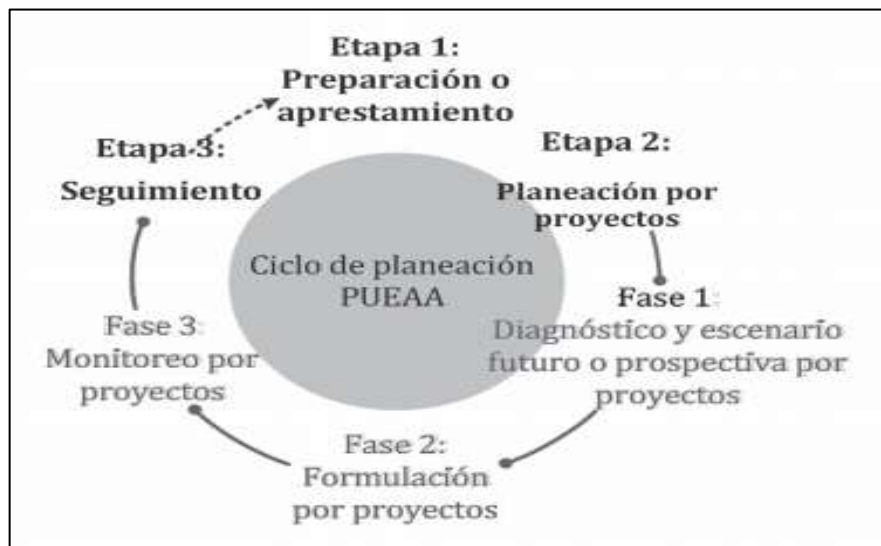 Etapa 1:
Preparación o
aprestamiento
Etapa 2:
Planeación por
proyectos
Fase 1:
Diagnóstico y escenario
futuro o prospectiva por
proyectos
Fase 2:
Formulación
por proyectos
Fase 3:
Monitoreo por
proyectos
Etapa 3:
Seguimiento
Ciclo de planeación
PUEAA